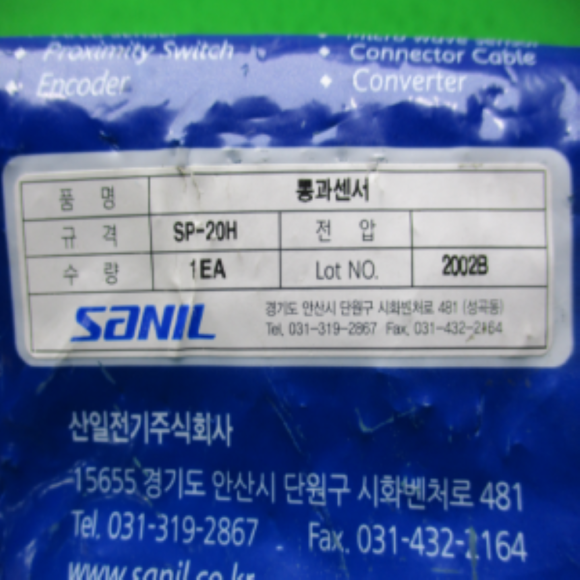 Proximity Switch
Connector Cable
◆ Encoder
◆ Converter
품 명 통과센서
규 격 SP-20H 전 압
수 량 1EA Lot NO. 2002B
SANIL
경기도 안산시 단원구 시화벤처로 481 (성곡동)
Tel. 031-319-2867 Fax. 031-432-2164
산일전기주식회사
15655 경기도 안산시 단원구 시화벤처로 481
Tel. 031-319-2867 Fax. 031-432-2164
www.sanil.co.kr